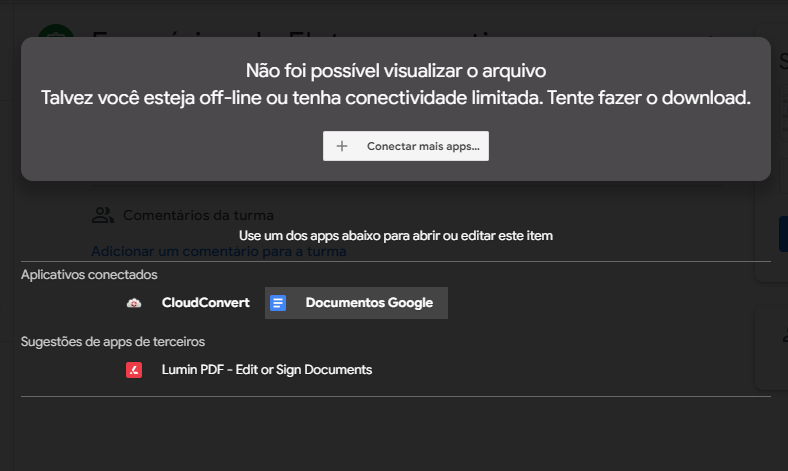 Não foi possível visualizar o arquivo
Talvez você esteja off-line ou tenha conectividade limitada. Tente fazer o download.
Conectar mais apps...
Comentários da turma
Use um dos apps abaixo para abrir ou editar este item
Adicionar um comentário para a turma
Aplicativos conectados
CloudConvert
Documentos Google
Sugestões de apps de terceiros
Lumin PDF - Edit or Sign Documents